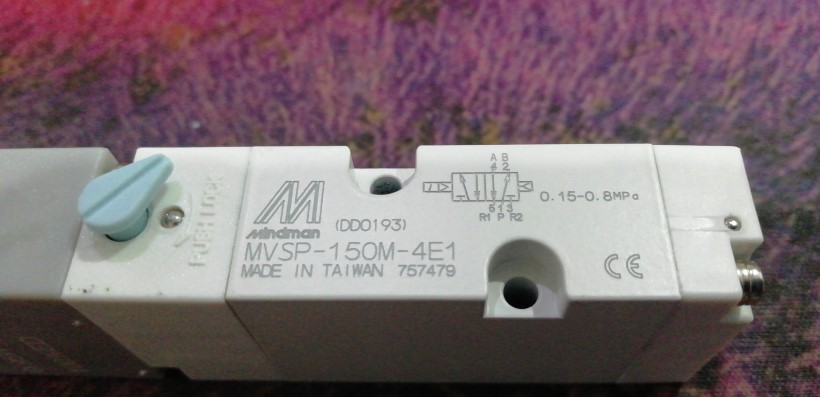 PUSH LOCK
Mindman
(DD0193)
MVSP-150M-4E1
MADE IN TAIWAN 757479
A B
4 2
5 1 3
R1 P R2
0.15-0.8MPa
CE